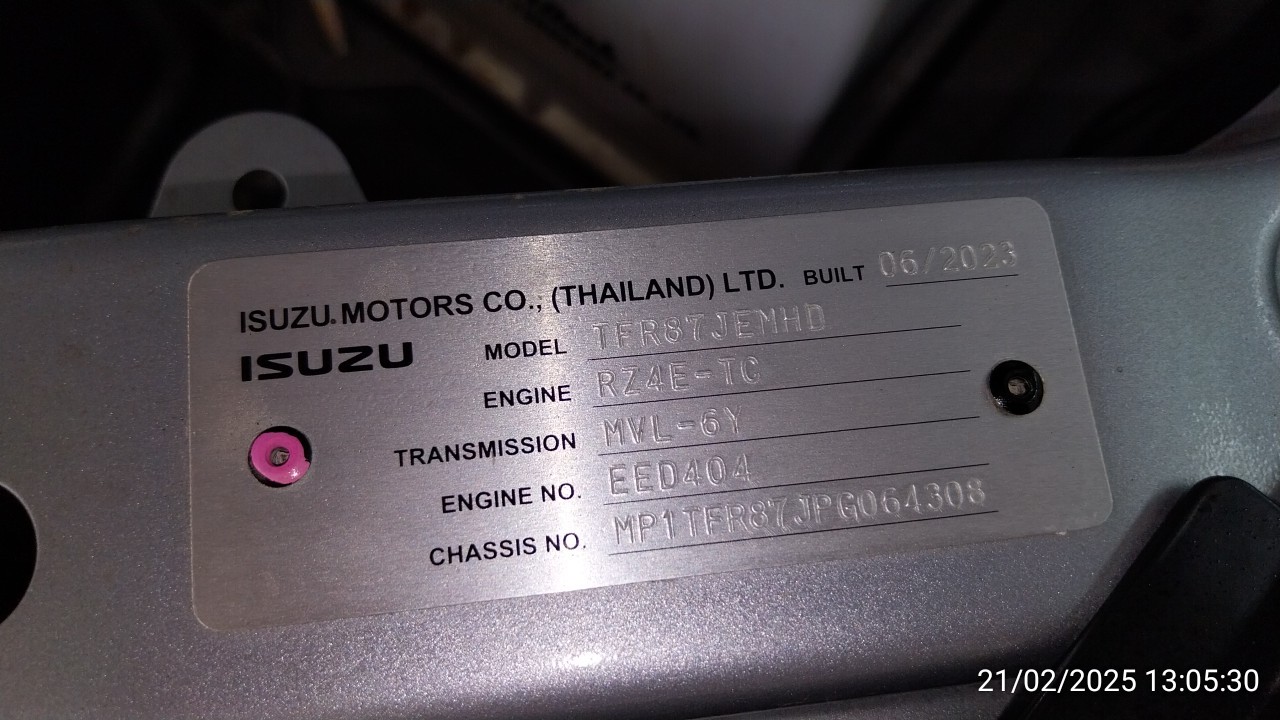 ISUZU MOTORS CO., (THAILAND) LTD. BUILT 06/2023
ISUZU
MODEL TFR87JEMHD
ENGINE RZ4E-TC
TRANSMISSION MVL-6Y
ENGINE NO. EED404
CHASSIS NO. MP1TFR87JPG064308
21/02/2025 13:05:30